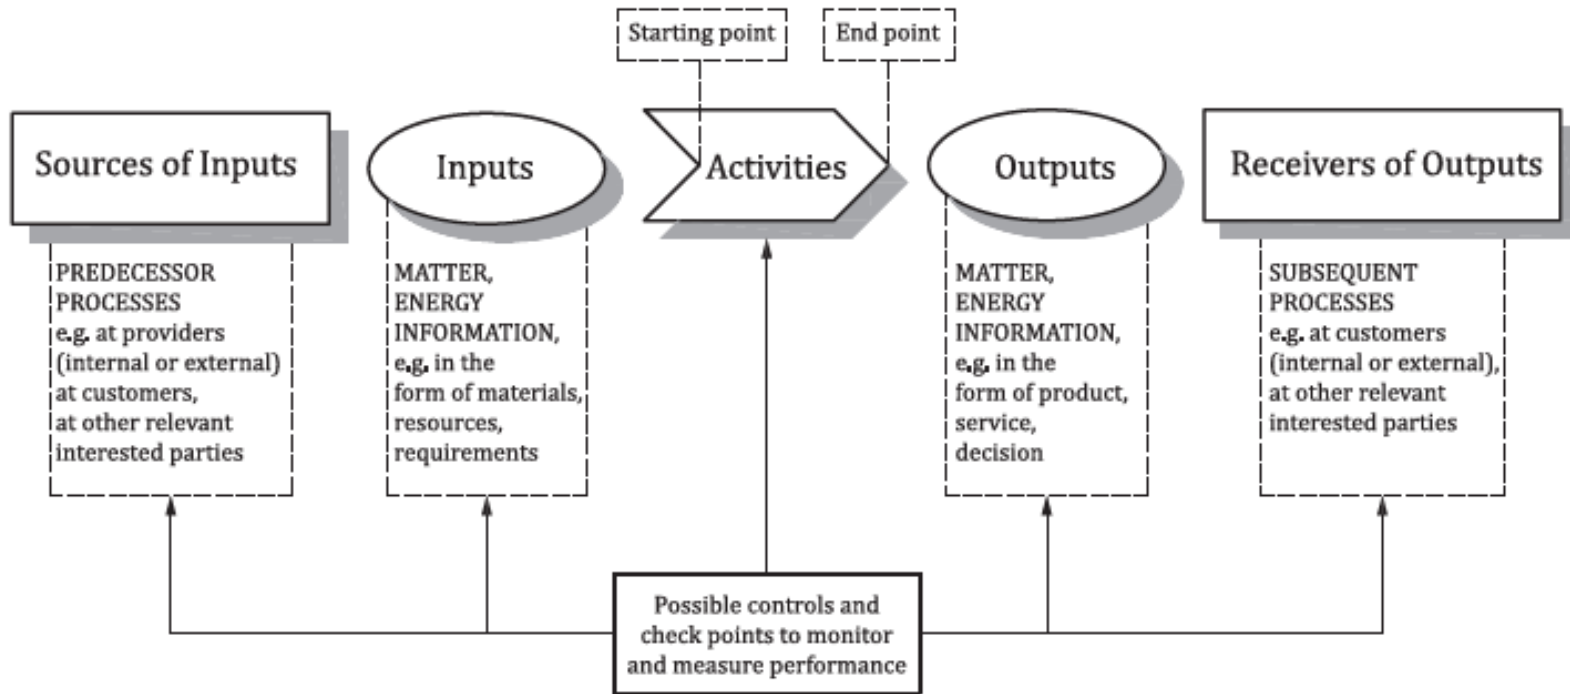 Starting point
End point
Sources of Inputs
Inputs
Activities
Outputs
Receivers of Outputs
PREDECESSOR
PROCESSES
e.g. at providers
(internal or external)
at customers,
at other relevant
interested parties
MATTER,
ENERGY
INFORMATION,
e.g. in the
form of materials,
resources,
requirements
MATTER,
ENERGY
INFORMATION,
e.g. in the
form of product,
service,
decision
SUBSEQUENT
PROCESSES
e.g. at customers
(internal or external),
at other relevant
interested parties
Possible controls and
check points to monitor
and measure performance